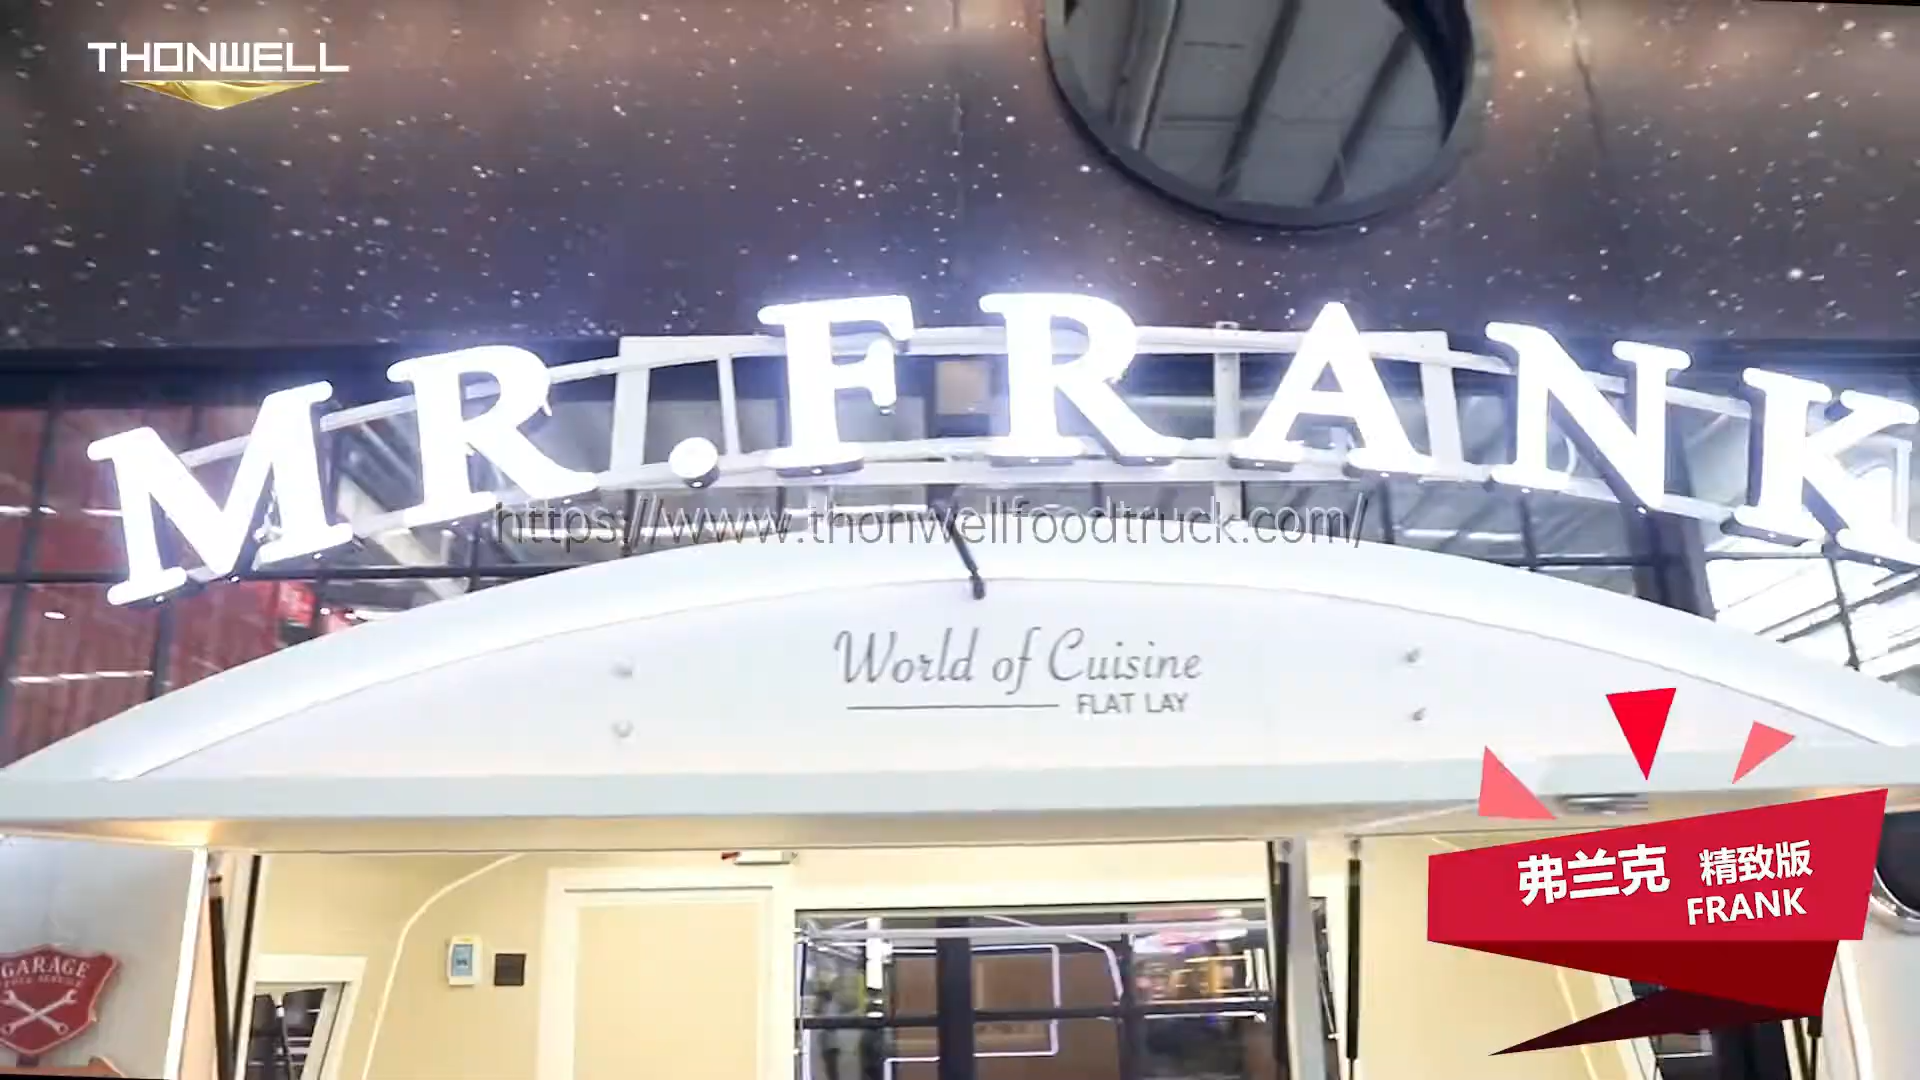 THONWELL
MR.FRANK
https://www.thonwellfoodtruck.com/
World of Cuisine
FLAT LAY
弗兰克 精致版
FRANK
GARAGE